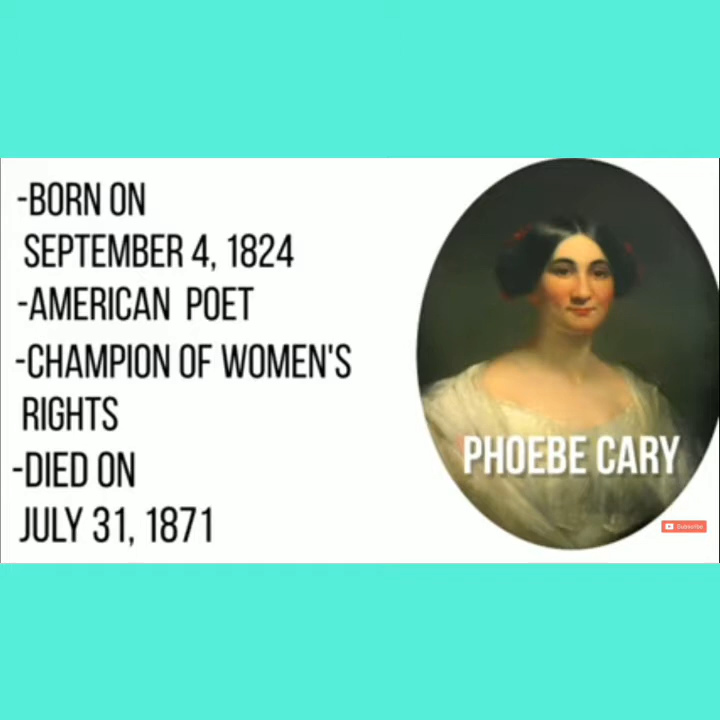 -BORN ON
SEPTEMBER 4, 1824
-AMERICAN POET
-CHAMPION OF WOMEN'S
RIGHTS
-DIED ON
JULY 31, 1871
PHOEBE CARY
Subscribe